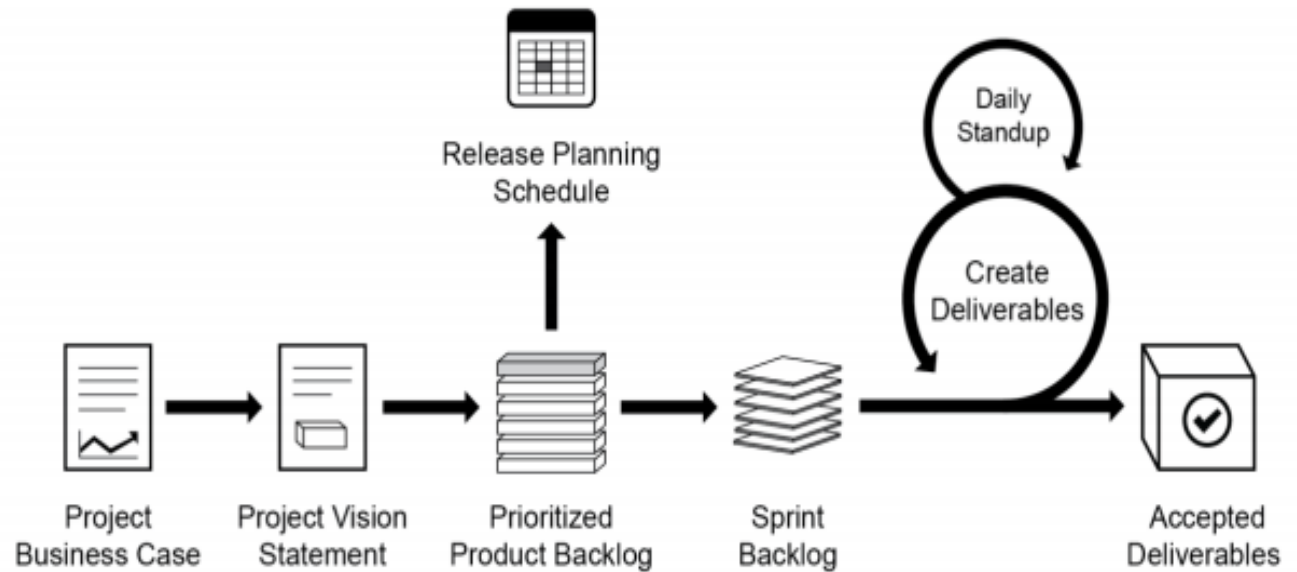 Release Planning
Schedule
Daily
Standup
Create
Deliverables
Project
Business Case
Project Vision
Statement
Prioritized
Product Backlog
Sprint
Backlog
Accepted
Deliverables